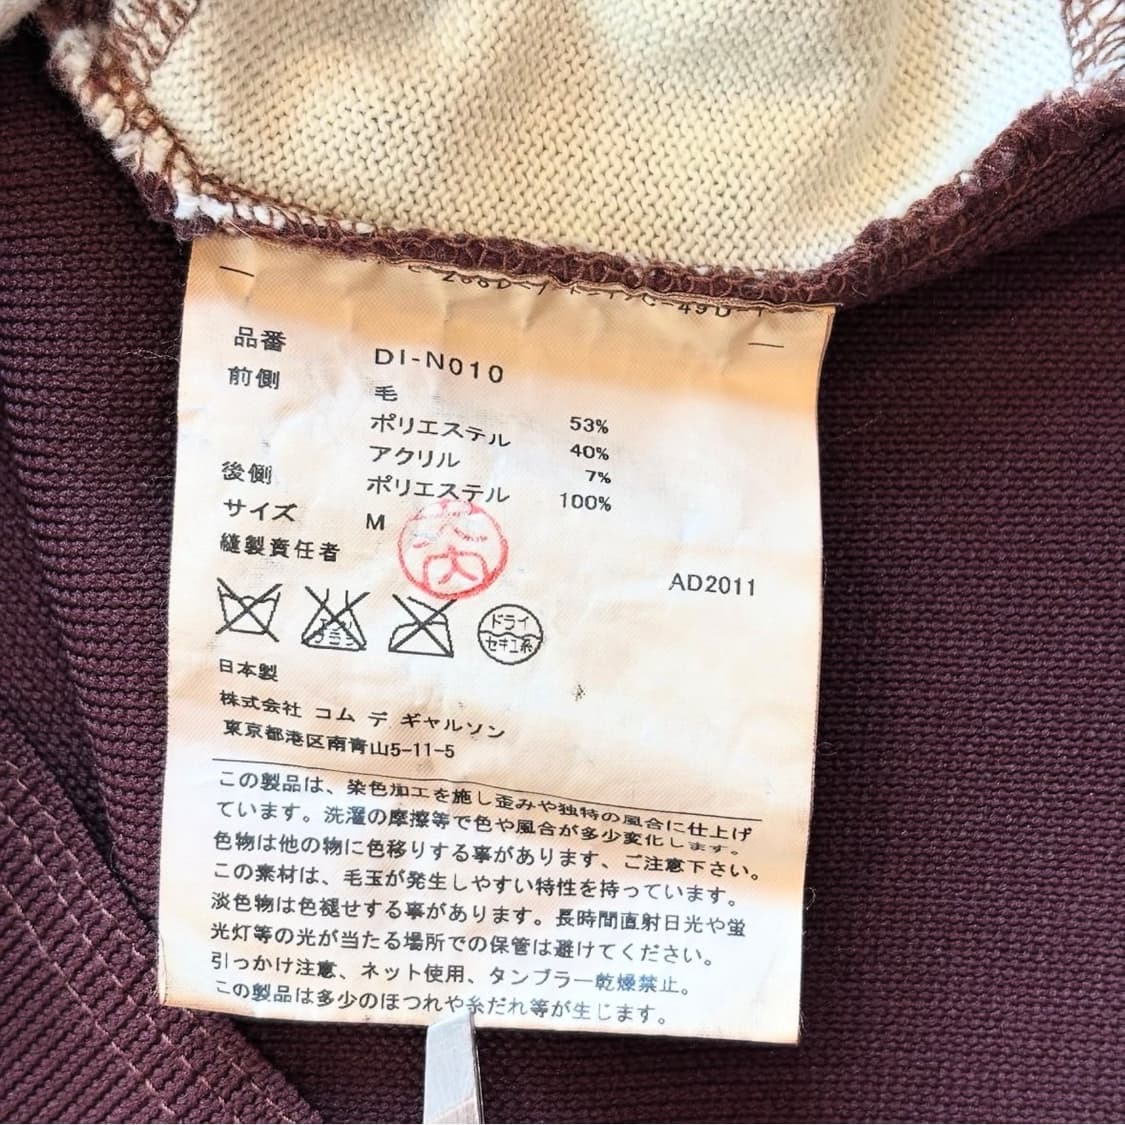 品番 DI-N010
前側 毛 53%
ポリエステル 40%
アクリル 7%
後側 ポリエステル 100%
サイズ M
縫製責任者 内
AD2011
ドライ
セキユ系
日本製
株式会社 コム デ ギャルソン
東京都港区南青山5-11-5
この製品は、染色加工を施し歪みや独特の風合に仕上げ
ています。洗濯の摩擦等で色や風合が多少変化します。
色物は他の物に色移りする事があります、ご注意下さい。
この素材は、毛玉が発生しやすい特性を持っています。
淡色物は色褪せする事があります。長時間直射日光や蛍
光灯等の光が当たる場所での保管は避けてください。
引っかけ注意、ネット使用、タンブラー乾燥禁止。
この製品は多少のほつれや糸だれ等が生じます。